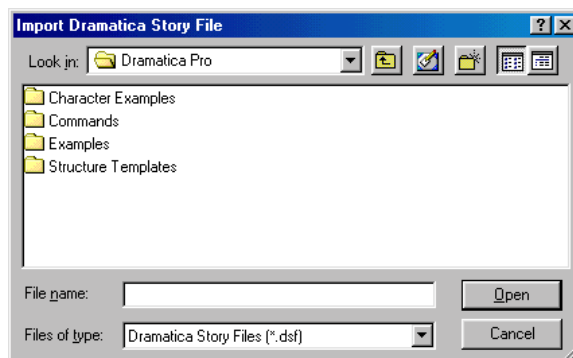 Import Dramatica Story File
Look in: Dramatica Pro
Character Examples
Commands
Examples
Structure Templates
File name: Open
Files of type: Dramatica Story Files (*.dsf) Cancel